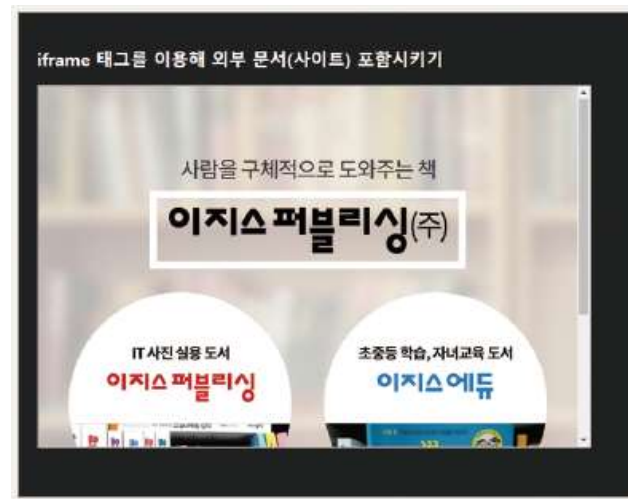 iframe 태그를 이용해 외부 문서(사이트) 포함시키기
사람을 구체적으로 도와주는 책
이지스퍼블리싱(주)
IT 사진 실용 도서
이지스퍼블리싱
초중등 학습, 자녀교육 도서
이지스에듀